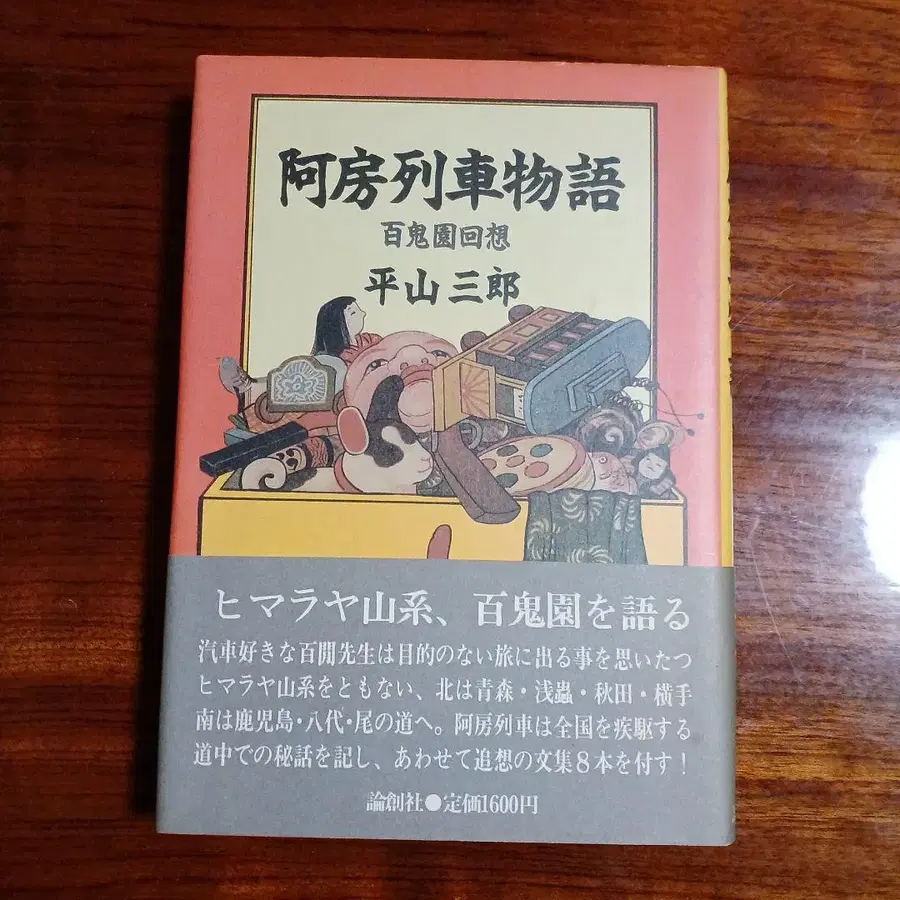 阿房列車物語
百鬼園回想
平山三郎
ヒマラヤ山系、百鬼園を語る
汽車好きな百閒先生は目的のない旅に出る事を思いたつ
ヒマラヤ山系をともない、北は青森・浅蟲・秋田・横手
南は鹿児島・八代・尾の道へ。阿房列車は全国を疾駆する
道中での秘話を記し、あわせて追想の文集8本を付す!
論創社●定価1600円